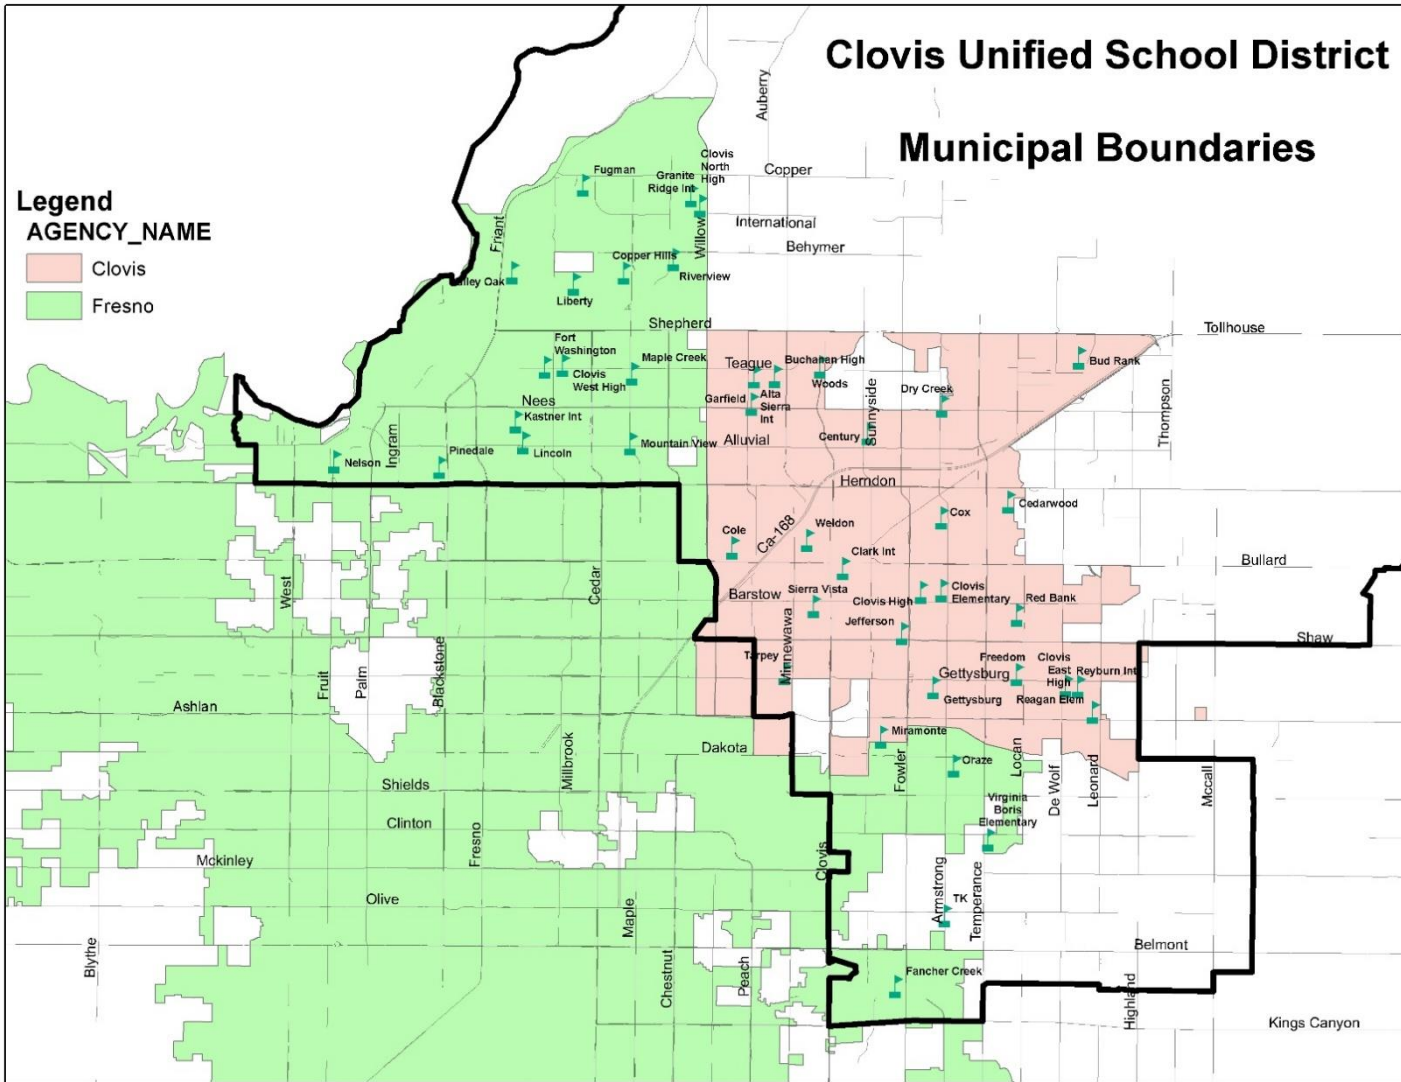 Clovis Unified School District
Municipal Boundaries
Legend
AGENCY_NAME
Clovis
Fresno
Auberry
Copper
Clovis
North
High
Fugman
Granite
Ridge Int
International
Behymer
Friant
Willow
Copper Hills
Riverview
lley Oak
Liberty
Shepherd
Tollhouse
Fort
Washington
Clovis
West High
Maple Creek
Teague
Buchanan High
Woods
Bud Rank
Nees
Garfield
Alta
Sierra
Int
Sunnyside
Dry Creek
Thompson
Kastner Int
Alluvial
Century
Ingram
Nelson
Pinedale
Lincoln
Mountain View
Herndon
Cedarwood
Cox
Cole
Ca-168
Weldon
Clark Int
Bullard
West
Cedar
Barstow
Sierra Vista
Clovis High
Clovis
Elementary
Red Bank
Jefferson
Shaw
Minnewawa
Tarpey
Fruit
Palm
Blackstone
Gettysburg
Freedom
Clovis
East
High
Reyburn Int
Gettysburg
Reagan Elem
Ashlan
Miramonte
Dakota
Millbrook
Fowler
Oraze
Locan
De Wolf
Leonard
Mccall
Shields
Clinton
Virginia
Boris
Elementary
Mckinley
Fresno
Clovis
Olive
Maple
Armstrong
TK
Temperance
Belmont
Blythe
Chestnut
Peach
Fancher Creek
Highland
Kings Canyon